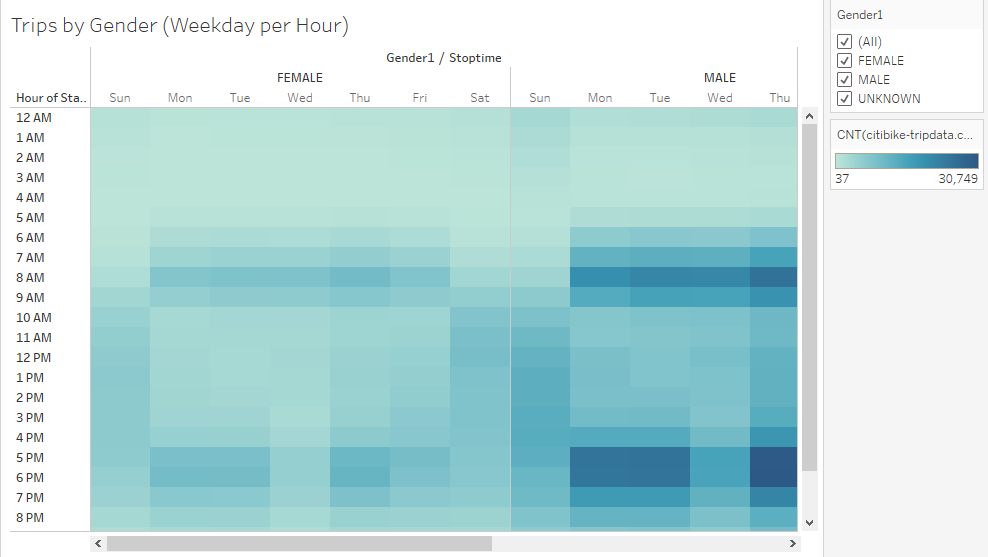 Trips by Gender (Weekday per Hour)
Gender1 / Stoptime
FEMALE MALE
Hour of Sta.. Sun Mon Tue Wed Thu Fri Sat Sun Mon Tue Wed Thu
12 AM
1 AM
2 AM
3 AM
4 AM
5 AM
6 AM
7 AM
8 AM
9 AM
10 AM
11 AM
12 PM
1 PM
2 PM
3 PM
4 PM
5 PM
6 PM
7 PM
8 PM
Gender1
(All)
FEMALE
MALE
UNKNOWN
CNT(citibike-tripdata.c...
37 30,749